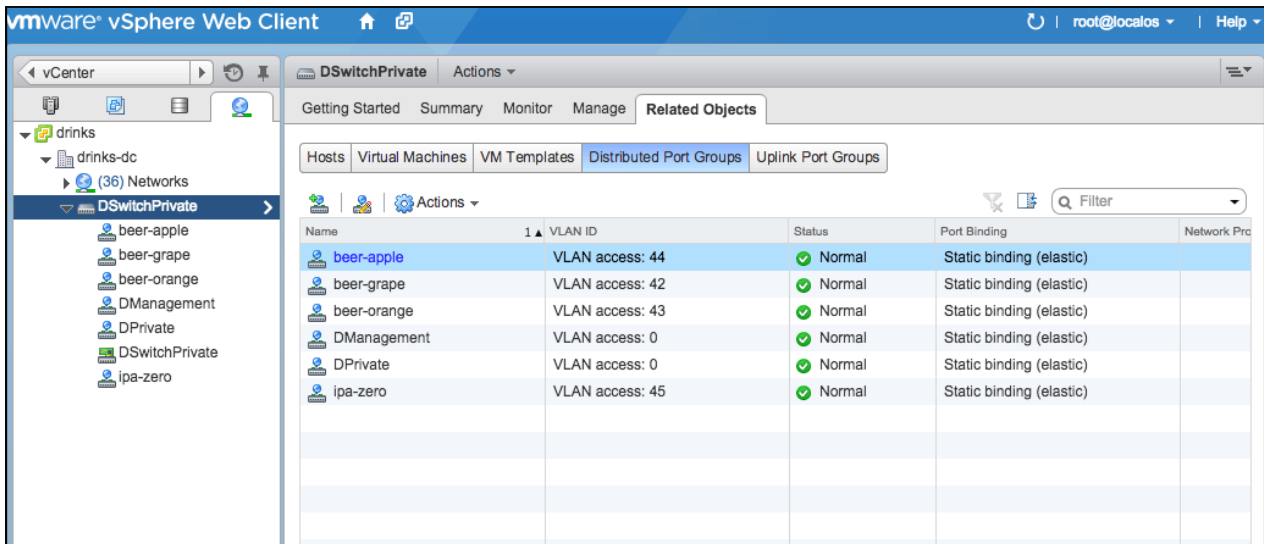 vmware® vSphere Web Client
root@localos
Help
vCenter
drinks
drinks-dc
(36) Networks
DSwitchPrivate
beer-apple
beer-grape
beer-orange
DManagement
DPrivate
DSwitchPrivate
ipa-zero
DSwitchPrivate Actions
Getting Started Summary Monitor Manage Related Objects
Hosts Virtual Machines VM Templates Distributed Port Groups Uplink Port Groups
Actions
Filter
Name 1 VLAN ID Status Port Binding Network Pro
beer-apple VLAN access: 44 Normal Static binding (elastic)
beer-grape VLAN access: 42 Normal Static binding (elastic)
beer-orange VLAN access: 43 Normal Static binding (elastic)
DManagement VLAN access: 0 Normal Static binding (elastic)
DPrivate VLAN access: 0 Normal Static binding (elastic)
ipa-zero VLAN access: 45 Normal Static binding (elastic)